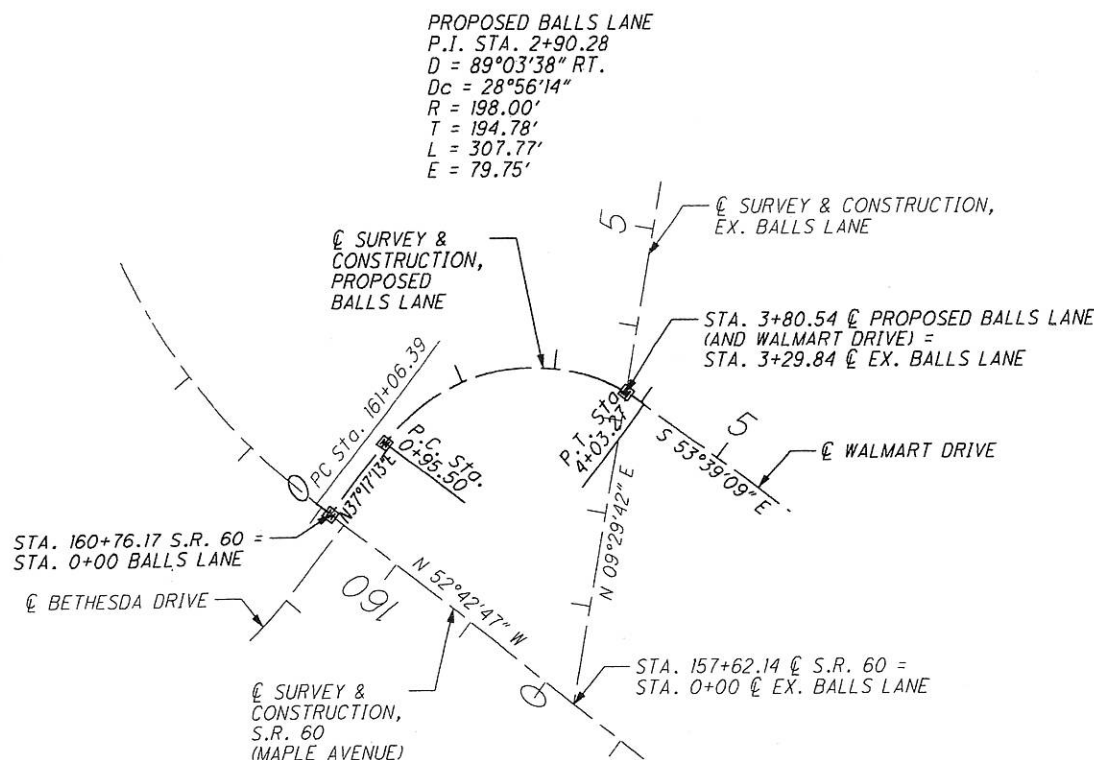 PROPOSED BALLS LANE
P.I. STA. 2+90.28
D = 89°03'38" RT.
Dc = 28°56'14"
R = 198.00'
T = 194.78'
L = 307.77'
E = 79.75'
℄ SURVEY & CONSTRUCTION,
EX. BALLS LANE
5
℄ SURVEY &
CONSTRUCTION,
PROPOSED
BALLS LANE
STA. 3+80.54 ℄ PROPOSED BALLS LANE
(AND WALMART DRIVE) =
STA. 3+29.84 ℄ EX. BALLS LANE
PC Sta. 161+06.39
P.C. Sta.
0+95.50
N37°17'13"E
P.T. Sta.
4+03.27
5
S 53°39'09" E
℄ WALMART DRIVE
STA. 160+76.17 S.R. 60 =
STA. 0+00 BALLS LANE
℄ BETHESDA DRIVE
160
N 52°42'47" W
N 09°29'42" E
STA. 157+62.14 ℄ S.R. 60 =
STA. 0+00 ℄ EX. BALLS LANE
℄ SURVEY &
CONSTRUCTION,
S.R. 60
(MAPLE AVENUE)
0